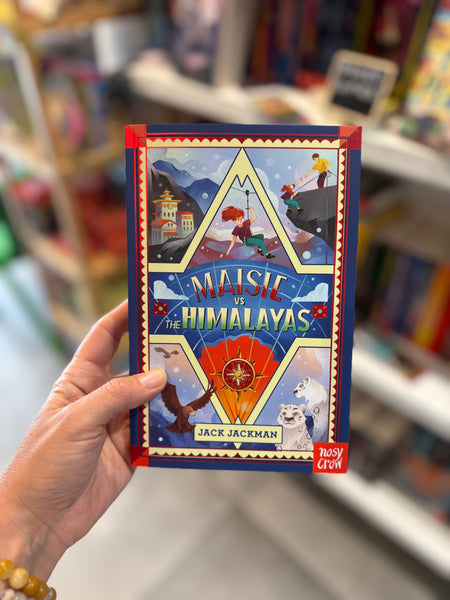 MAISIE
VS
THE HIMALAYAS
JACK JACKMAN
nosy
crow